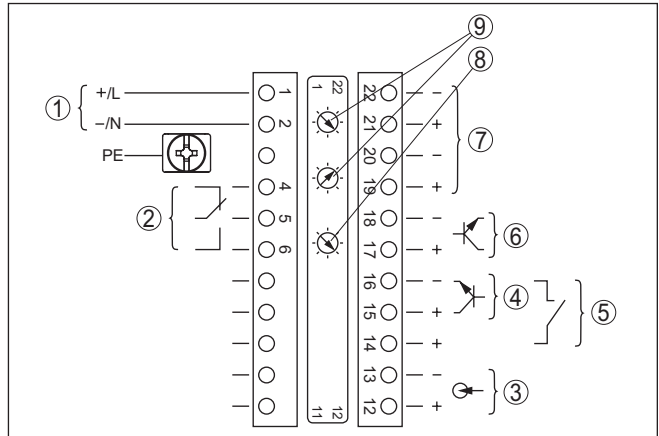 ⑨
⑧
① +/L 1 1 22 22 −
−/N 2 21 + ⑦
PE 20 −
4 19 +
② 5 18 − ⑥
6 17 +
16 − ④
15 + ⑤
14 +
13 − ③
11 12 12 +